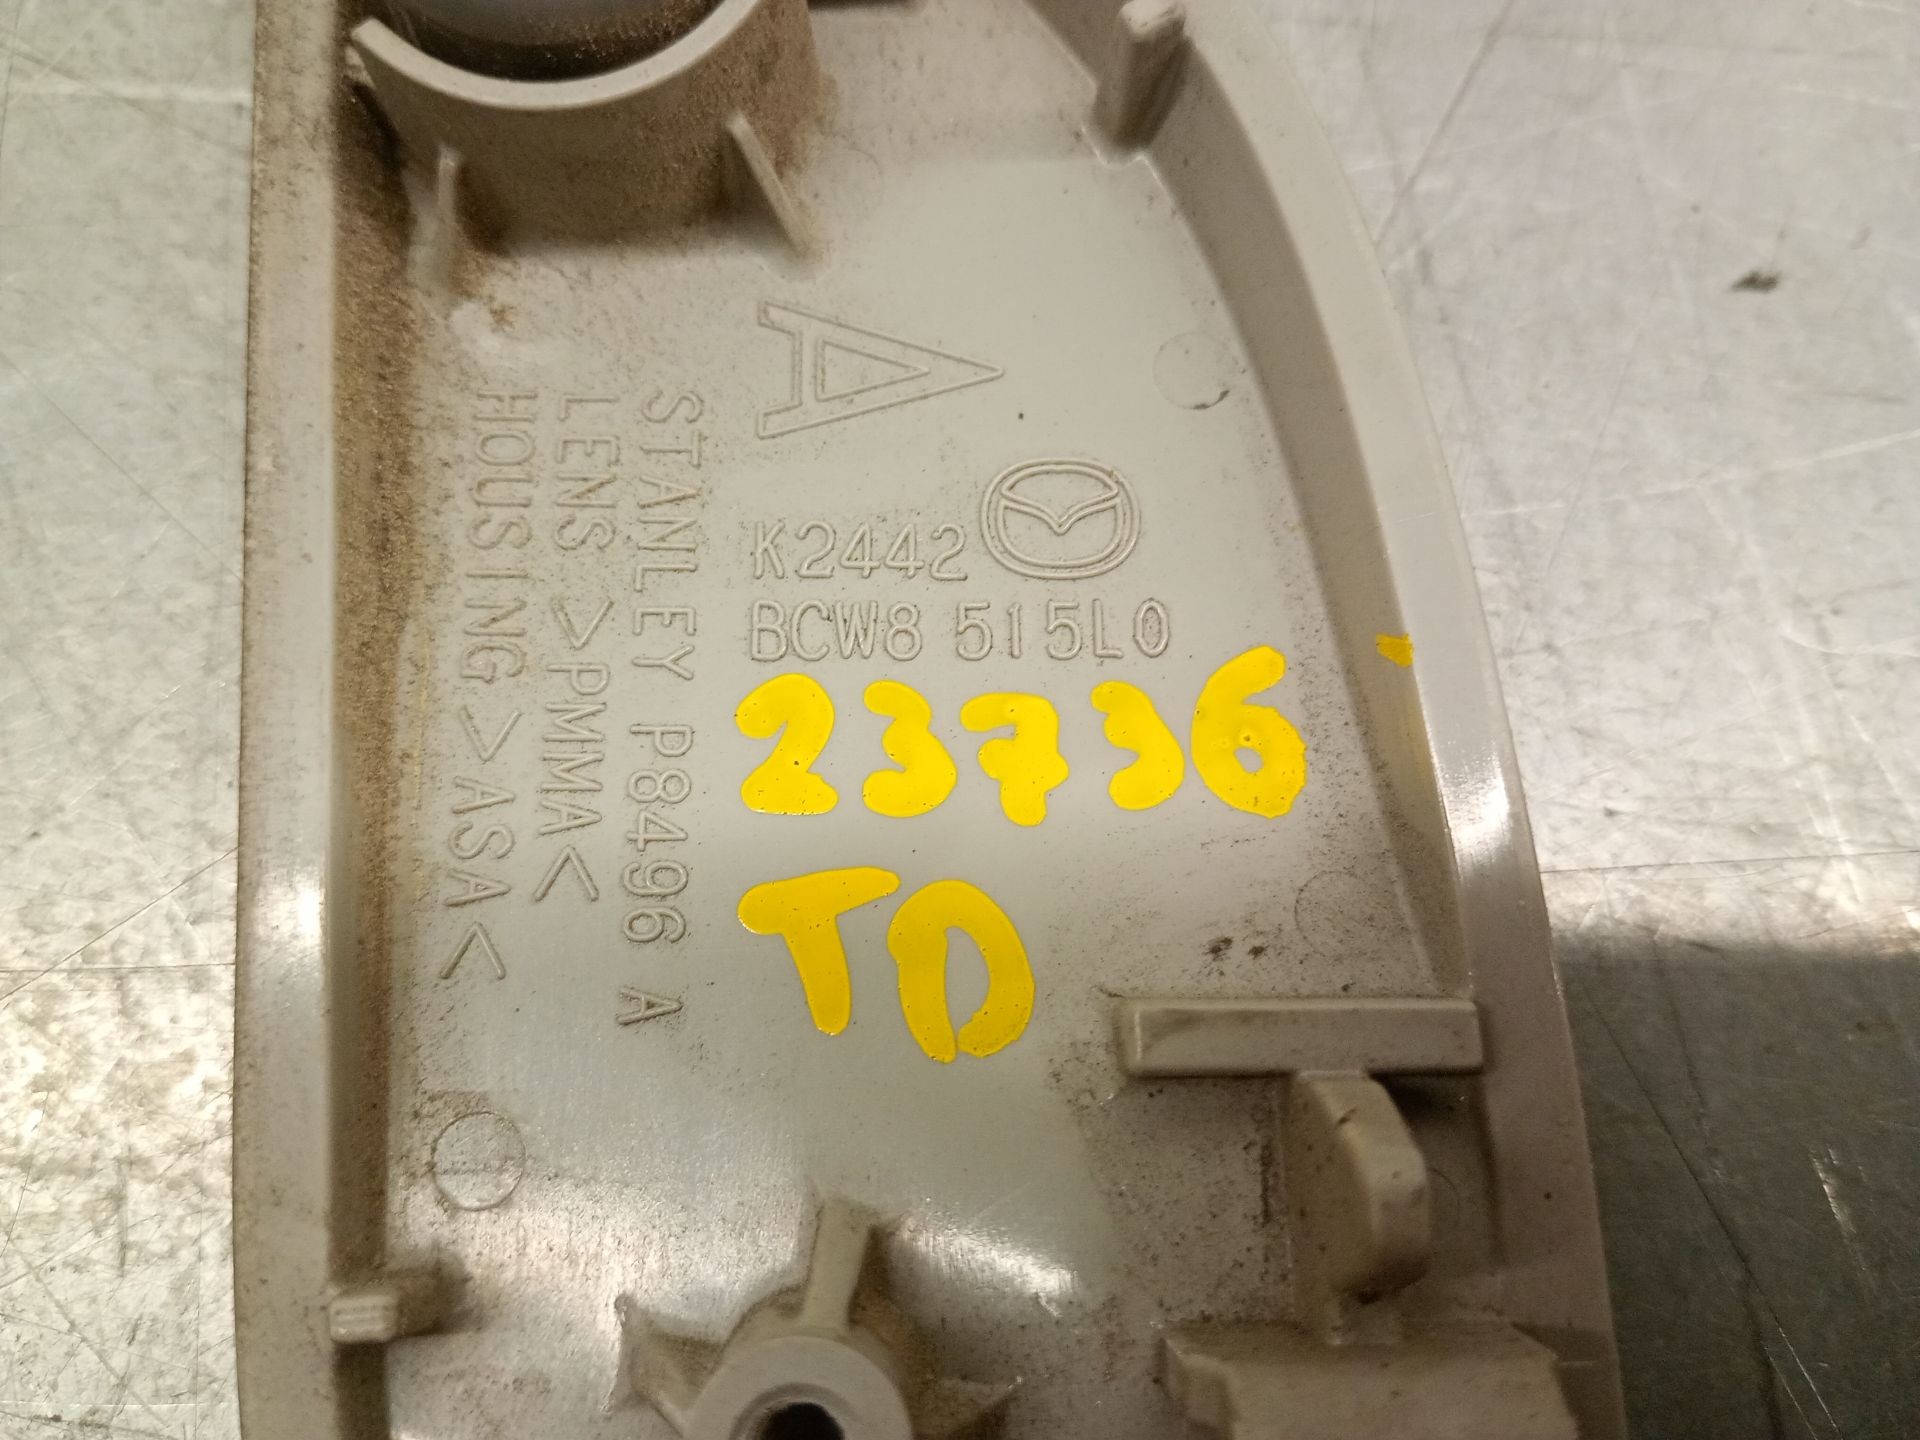 A
K2442
BCW8 515L0
23736
TD
STANLEY P8496 A
LENS >PMMA<
HOUSING >ASA<